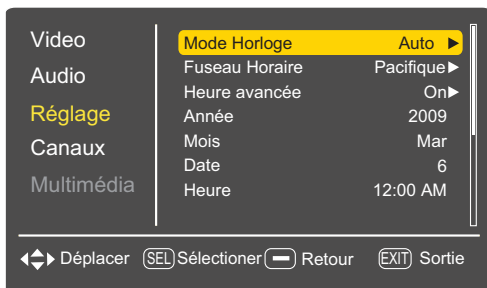 Video
Audio
Réglage
Canaux
Multimédia
Mode Horloge Auto
Fuseau Horaire Pacifique
Heure avancée On
Année 2009
Mois Mar
Date 6
Heure 12:00 AM
Déplacer SEL Sélectioner Retour EXIT Sortie